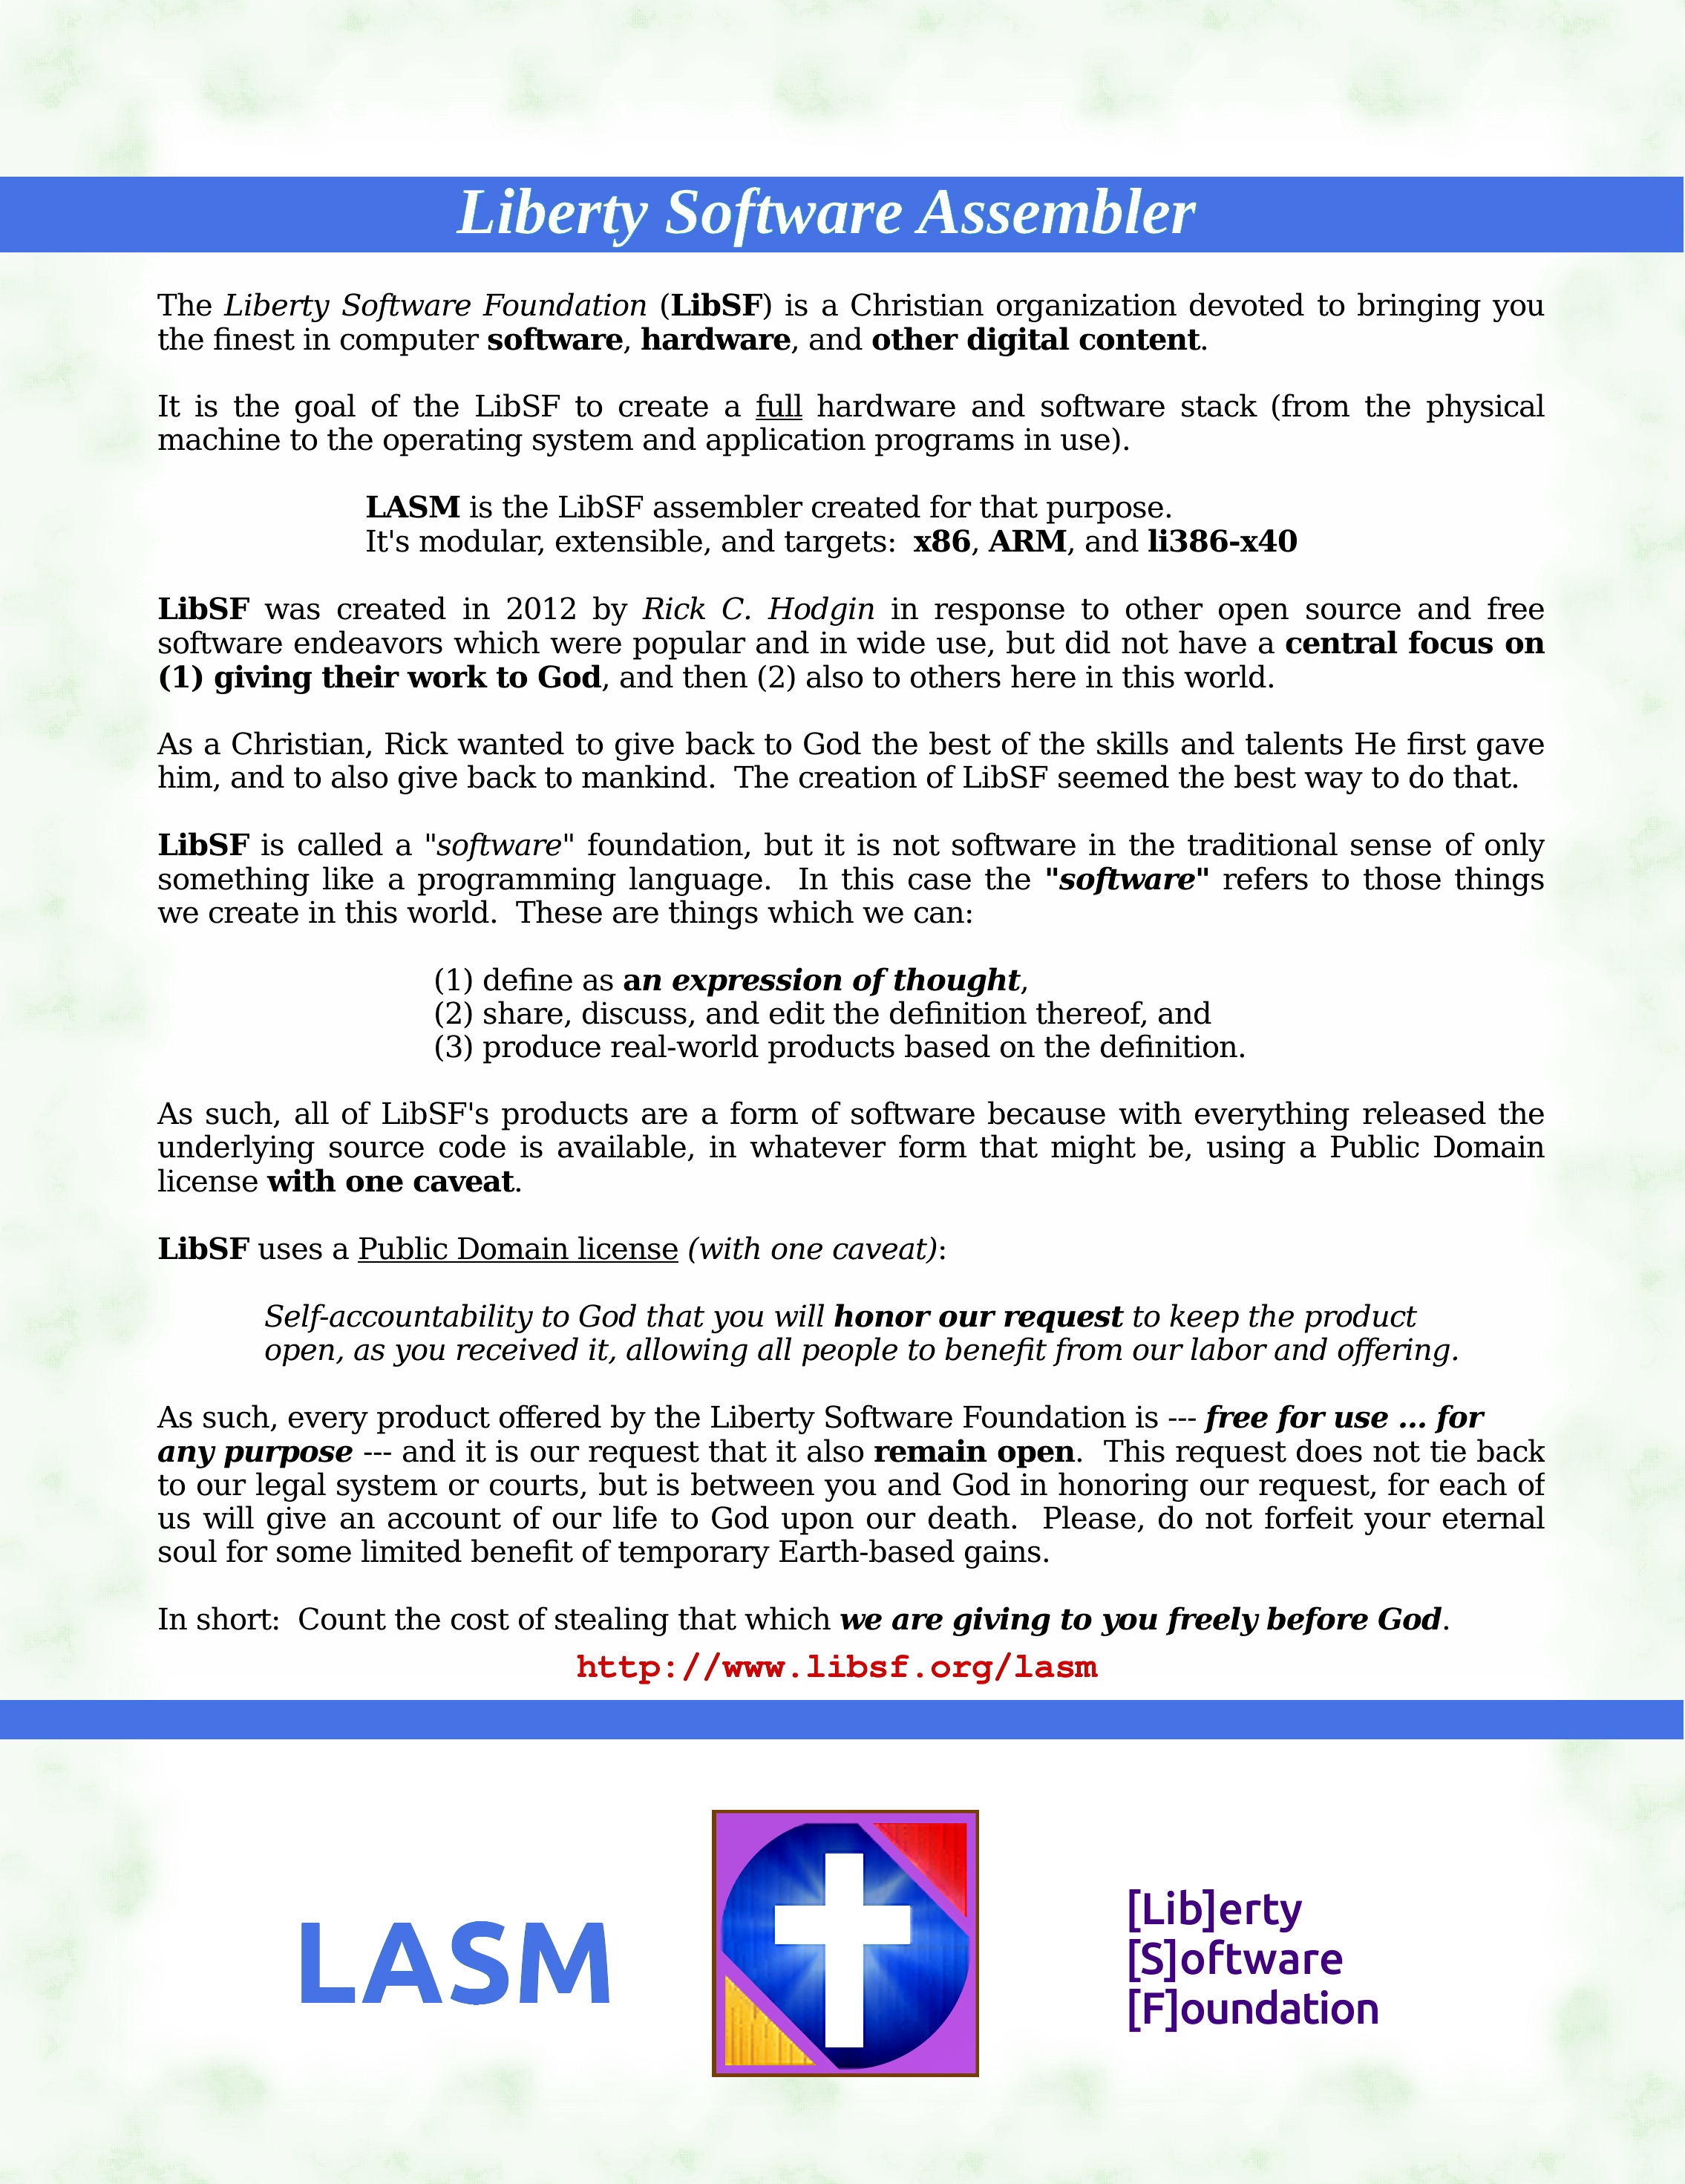 Liberty Software Assembler
The Liberty Software Foundation (LibSF) is a Christian organization devoted to bringing you
the finest in computer software, hardware, and other digital content.
It is the goal of the LibSF to create a full hardware and software stack (from the physical
machine to the operating system and application programs in use).
LASM is the LibSF assembler created for that purpose.
It's modular, extensible, and targets:  x86, ARM, and li386-x40
LibSF was created in 2012 by Rick C. Hodgin in response to other open source and free
software endeavors which were popular and in wide use, but did not have a central focus on
(1) giving their work to God, and then (2) also to others here in this world.
As a Christian, Rick wanted to give back to God the best of the skills and talents He first gave
him, and to also give back to mankind.  The creation of LibSF seemed the best way to do that.
LibSF is called a "software" foundation, but it is not software in the traditional sense of only
something like a programming language.  In this case the "software" refers to those things
we create in this world.  These are things which we can:
(1) define as an expression of thought,
(2) share, discuss, and edit the definition thereof, and
(3) produce real-world products based on the definition.
As such, all of LibSF's products are a form of software because with everything released the
underlying source code is available, in whatever form that might be, using a Public Domain
license with one caveat.
LibSF uses a Public Domain license (with one caveat):
Self-accountability to God that you will honor our request to keep the product
open, as you received it, allowing all people to benefit from our labor and offering.
As such, every product offered by the Liberty Software Foundation is --- free for use ... for
any purpose --- and it is our request that it also remain open.  This request does not tie back
to our legal system or courts, but is between you and God in honoring our request, for each of
us will give an account of our life to God upon our death.  Please, do not forfeit your eternal
soul for some limited benefit of temporary Earth-based gains.
In short:  Count the cost of stealing that which we are giving to you freely before God.
http://www.libsf.org/lasm
LASM
[Lib]erty
[S]oftware
[F]oundation